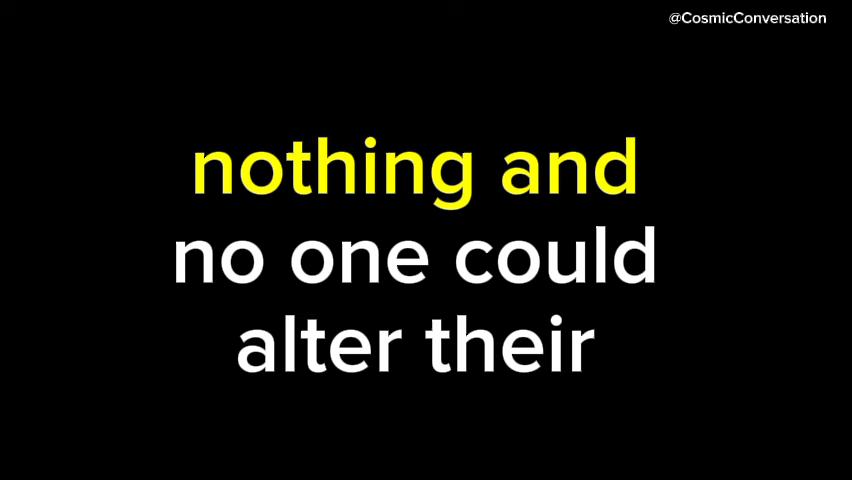 @CosmicConversation
nothing and
no one could
alter their